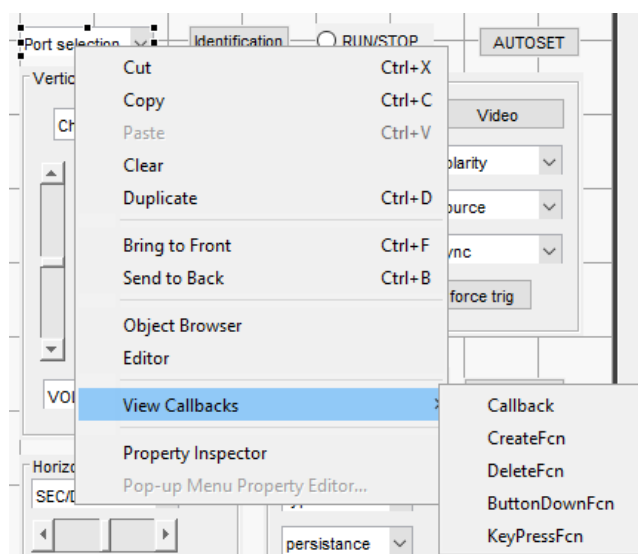 Port selection
Identification
RUN/STOP
AUTOSET
Cut Ctrl+X
Copy Ctrl+C
Paste Ctrl+V
Clear
Duplicate Ctrl+D
Bring to Front Ctrl+F
Send to Back Ctrl+B
Object Browser
Editor
View Callbacks
Property Inspector
Pop-up Menu Property Editor...
Callback
CreateFcn
DeleteFcn
ButtonDownFcn
KeyPressFcn
Video
force trig
persistance